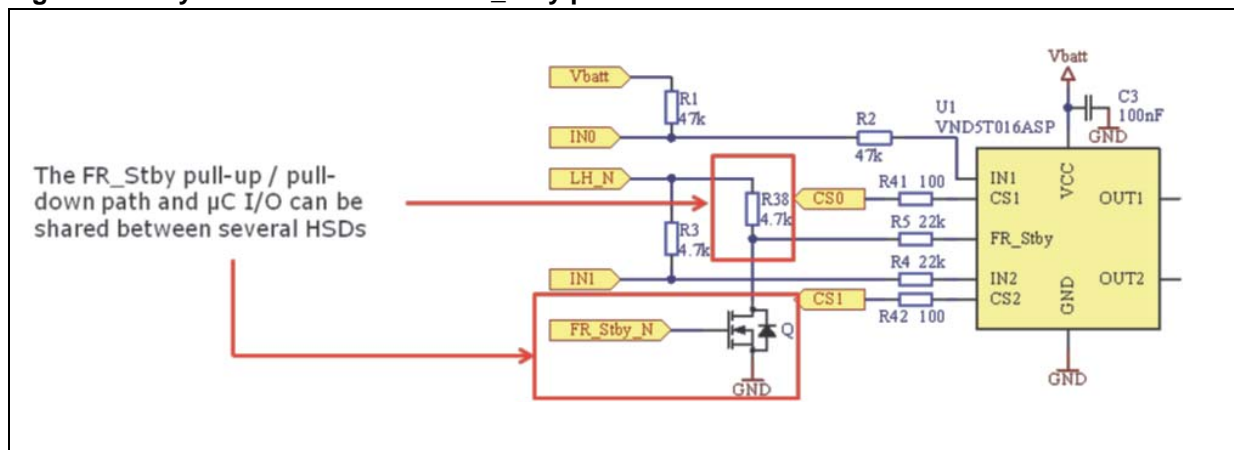 The FR_Stby pull-up / pull-
down path and µC I/O can be
shared between several HSDs
Vbatt
R1
47k
IN0
R2
47k
LH_N
R38
4.7k
R3
4.7k
IN1
FR_Stby_N
Q
GND
CS0
R41 100
R5 22k
R4 22k
CS1
R42 100
U1
VND5T016ASP
Vbatt
C3
100nF
GND
IN1
CS1
FR_Stby
IN2
CS2
VCC
GND
OUT1
OUT2
GND